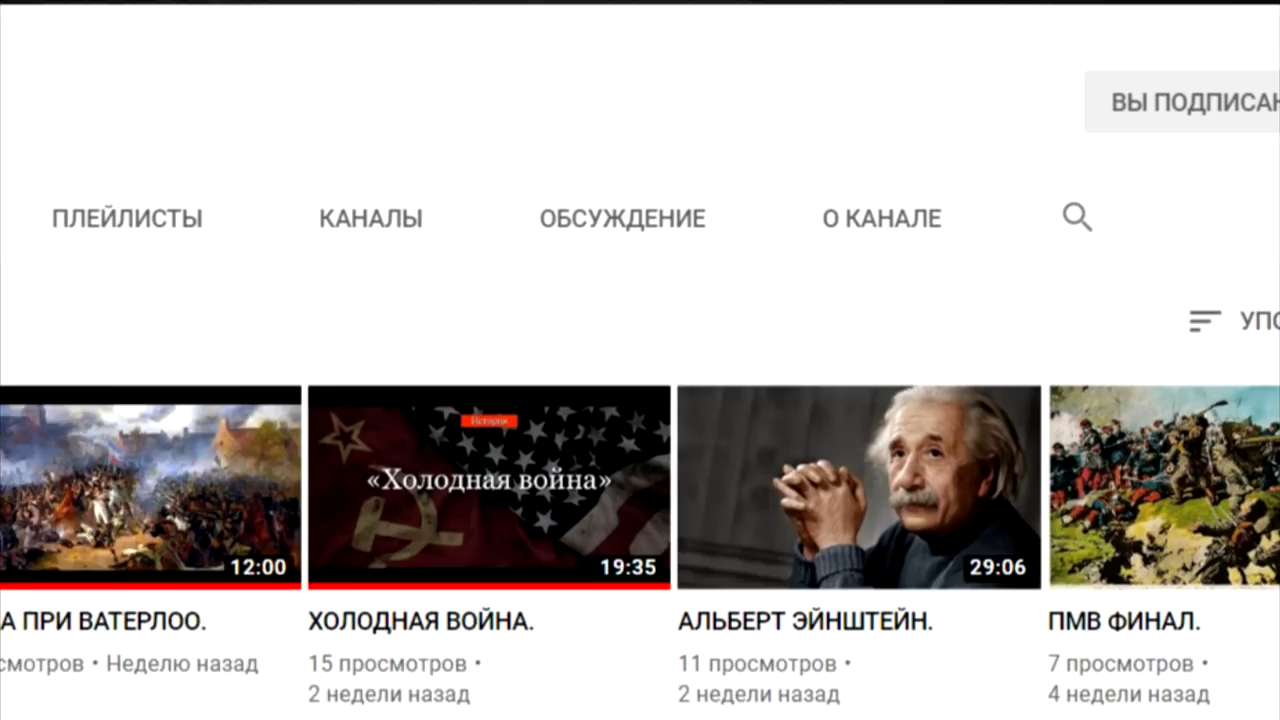 ВЫ ПОДПИСАН
ПЛЕЙЛИСТЫ КАНАЛЫ ОБСУЖДЕНИЕ О КАНАЛЕ
УПО
Истории
«Холодная война»
12:00 19:35 29:06
А ПРИ ВАТЕРЛОО. ХОЛОДНАЯ ВОЙНА. АЛЬБЕРТ ЭЙНШТЕЙН. ПМВ ФИНАЛ.
смотров • Неделю назад 15 просмотров • 11 просмотров • 7 просмотров •
2 недели назад 2 недели назад 4 недели назад